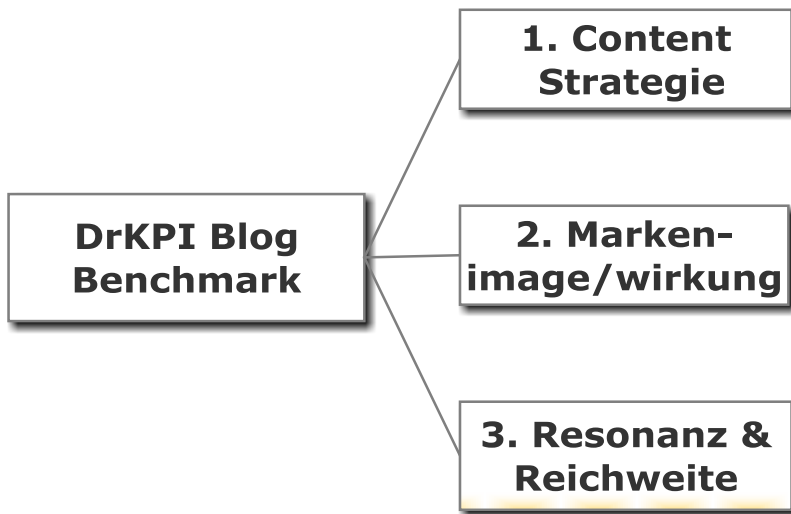 1. Content
Strategie
DrKPI Blog
Benchmark
2. Marken-
image/wirkung
3. Resonanz &
Reichweite